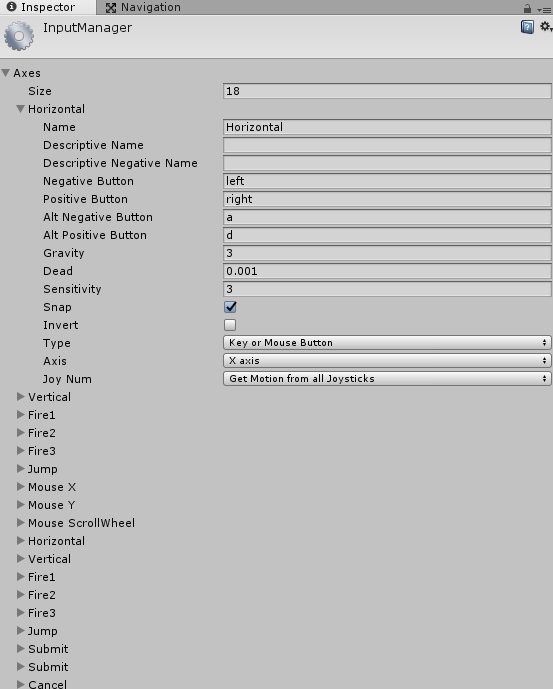 Inspector Navigation
InputManager
Axes
Size 18
Horizontal
Name Horizontal
Descriptive Name
Descriptive Negative Name
Negative Button left
Positive Button right
Alt Negative Button a
Alt Positive Button d
Gravity 3
Dead 0.001
Sensitivity 3
Snap
Invert
Type Key or Mouse Button
Axis X axis
Joy Num Get Motion from all Joysticks
Vertical
Fire1
Fire2
Fire3
Jump
Mouse X
Mouse Y
Mouse ScrollWheel
Horizontal
Vertical
Fire1
Fire2
Fire3
Jump
Submit
Submit
Cancel